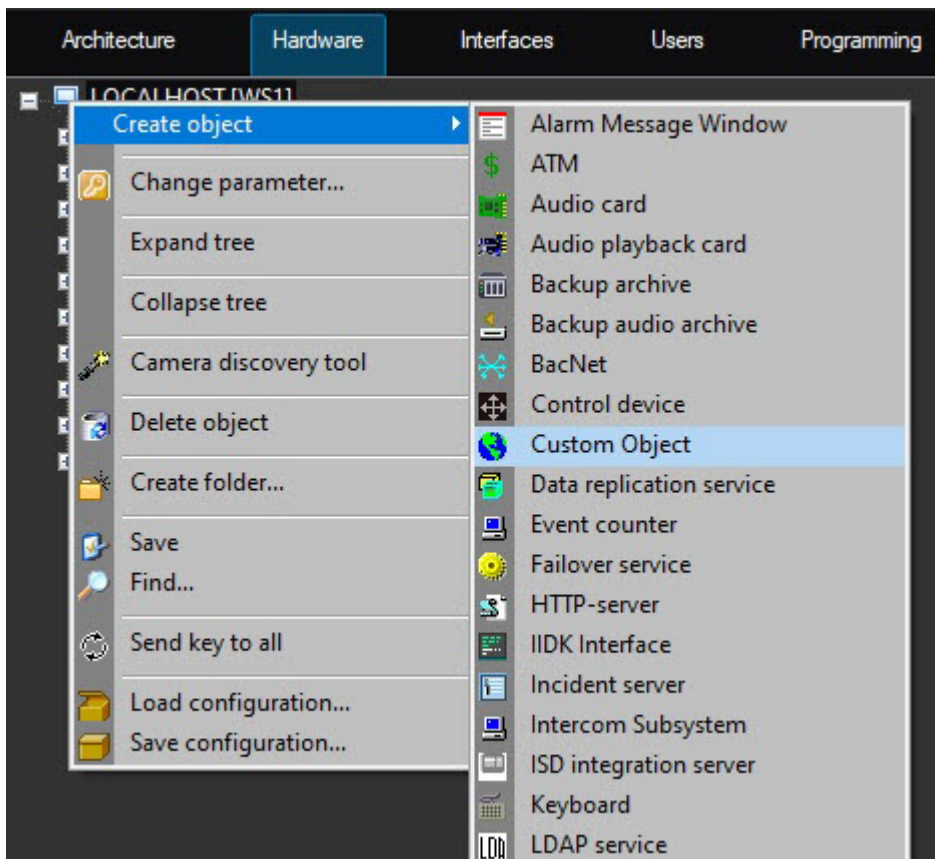 Architecture Hardware Interfaces Users Programming
LOCALHOST [WS1]
Create object
Change parameter...
Expand tree
Collapse tree
Camera discovery tool
Delete object
Create folder...
Save
Find...
Send key to all
Load configuration...
Save configuration...
Alarm Message Window
ATM
Audio card
Audio playback card
Backup archive
Backup audio archive
BacNet
Control device
Custom Object
Data replication service
Event counter
Failover service
HTTP-server
IIDK Interface
Incident server
Intercom Subsystem
ISD integration server
Keyboard
LDAP service